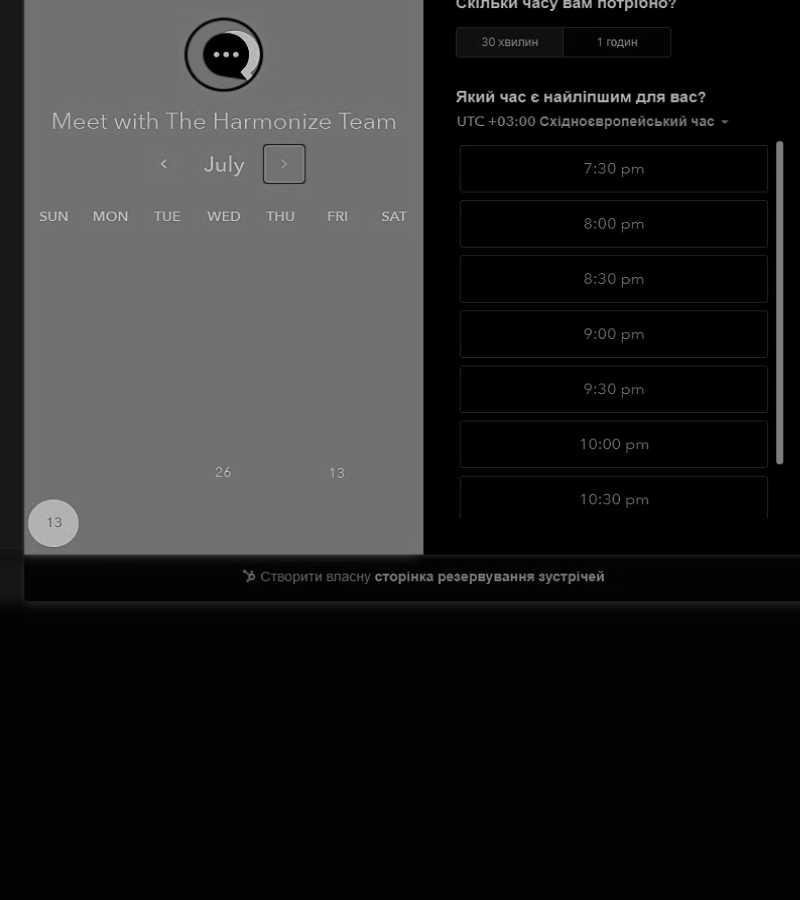 Meet with The Harmonize Team
July
SUN MON TUE WED THU FRI SAT
26 13
13
Скільки часу вам потрібно?
30 хвилин 1 годин
Який час є найліпшим для вас?
UTC +03:00 Східноєвропейський час
7:30 pm
8:00 pm
8:30 pm
9:00 pm
9:30 pm
10:00 pm
10:30 pm
Створити власну сторінка резервування зустрічей